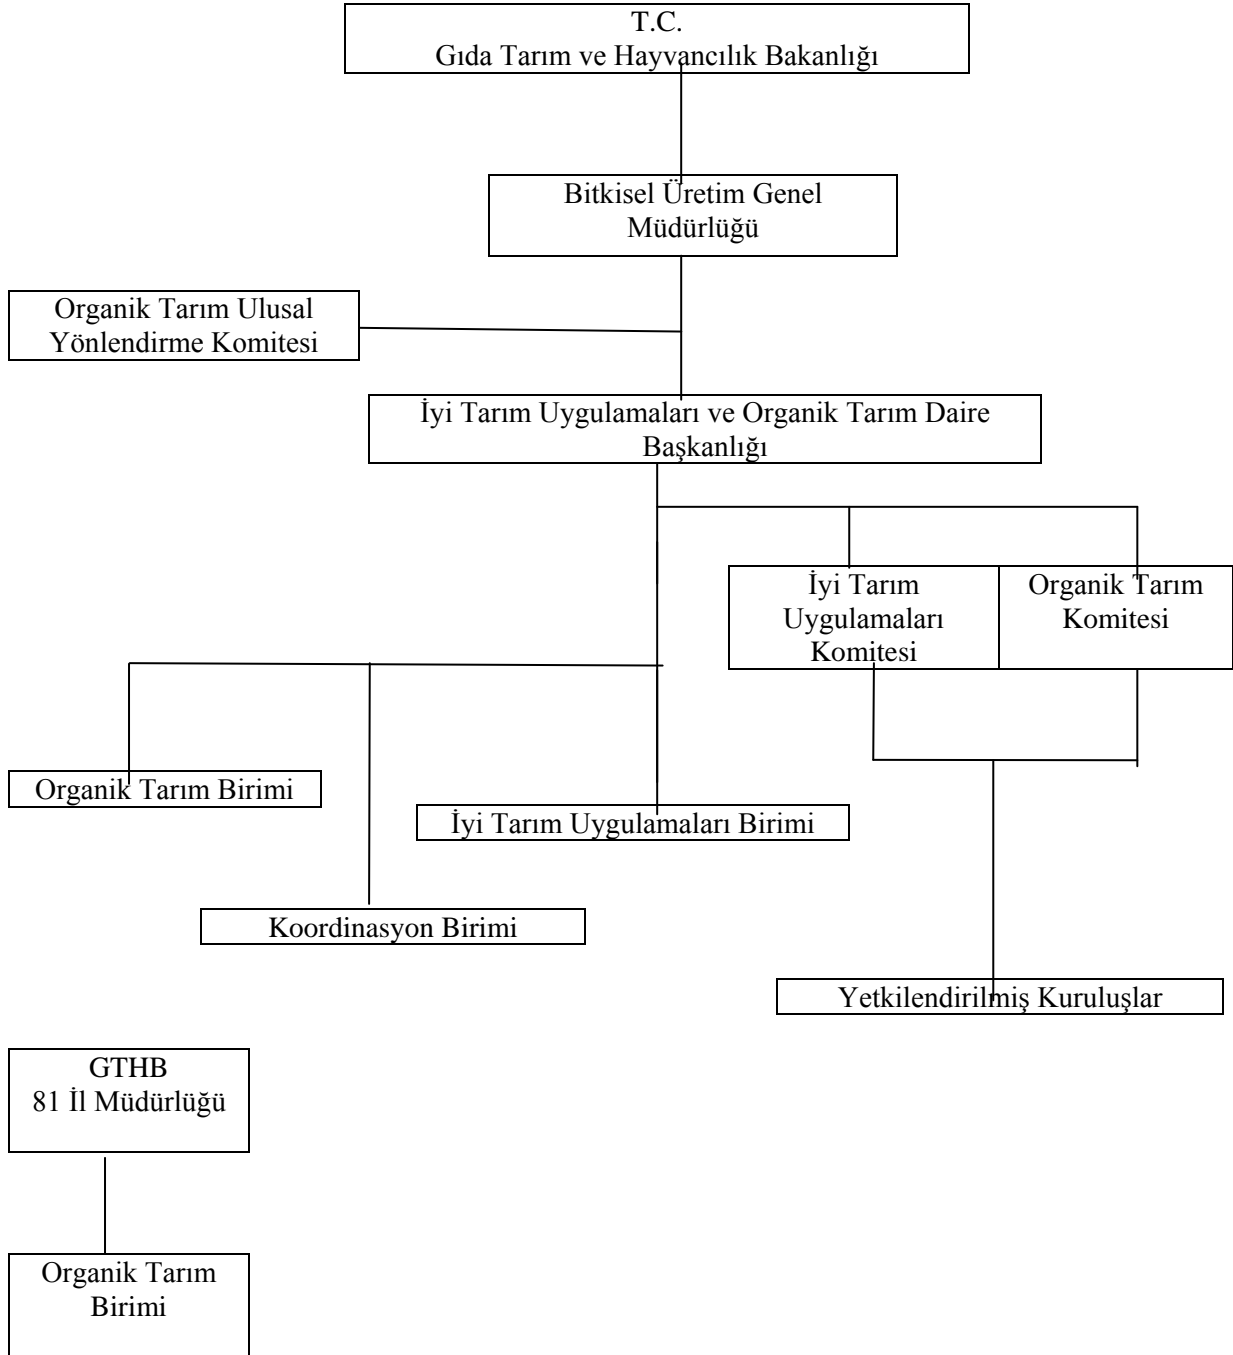 T.C.
Gıda Tarım ve Hayvancılık Bakanlığı
Bitkisel Üretim Genel
Müdürlüğü
Organik Tarım Ulusal
Yönlendirme Komitesi
İyi Tarım Uygulamaları ve Organik Tarım Daire
Başkanlığı
İyi Tarım
Uygulamaları
Komitesi
Organik Tarım
Komitesi
Organik Tarım Birimi
İyi Tarım Uygulamaları Birimi
Koordinasyon Birimi
Yetkilendirilmiş Kuruluşlar
GTHB
81 İl Müdürlüğü
Organik Tarım
Birimi